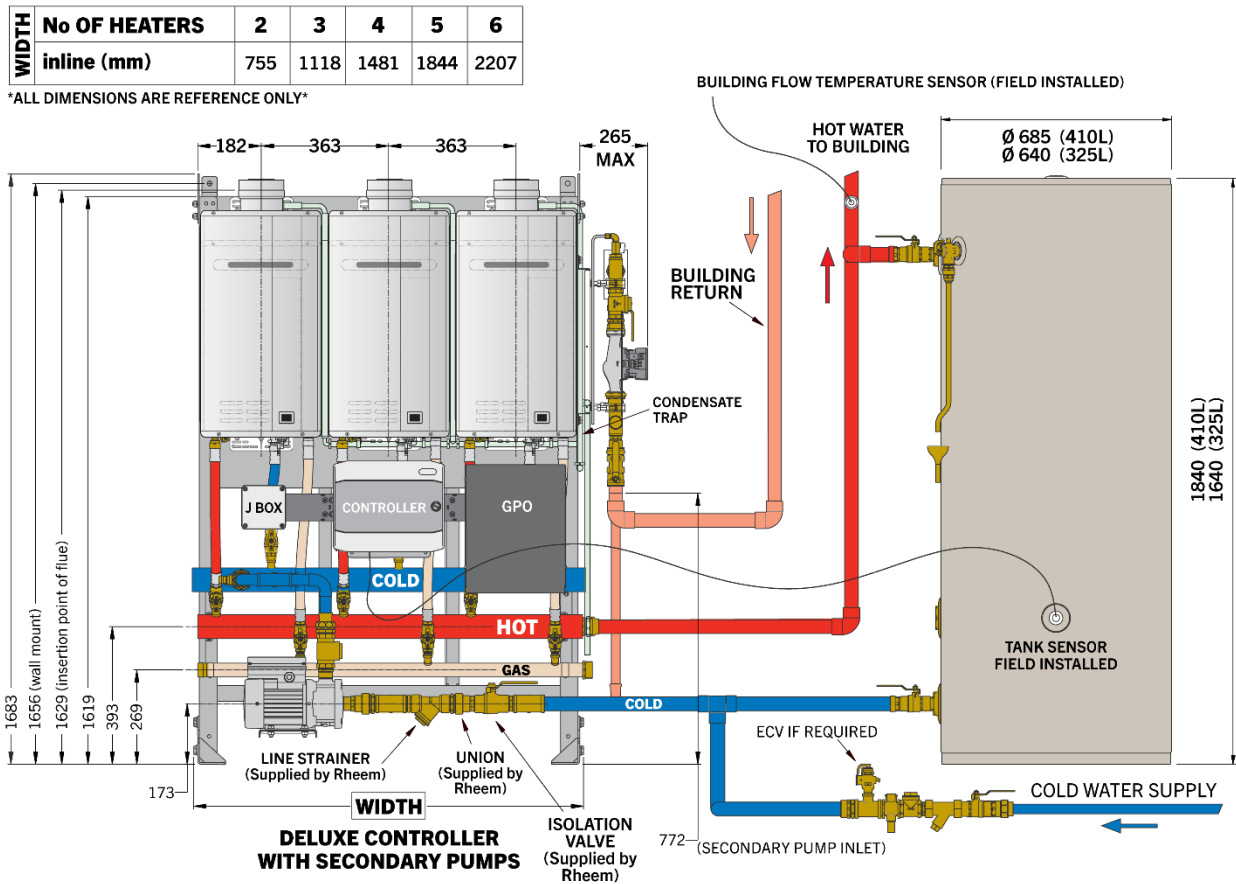 WIDTH
No OF HEATERS 2 3 4 5 6
inline (mm) 755 1118 1481 1844 2207
*ALL DIMENSIONS ARE REFERENCE ONLY*
BUILDING FLOW TEMPERATURE SENSOR (FIELD INSTALLED)
182
363
363
265
MAX
HOT WATER
TO BUILDING
Ø 685 (410L)
Ø 640 (325L)
BUILDING
RETURN
CONDENSATE
TRAP
1840 (410L)
1640 (325L)
J BOX
CONTROLLER
GPO
COLD
HOT
GAS
COLD
TANK SENSOR
FIELD INSTALLED
1683
1656 (wall mount)
1629 (insertion point of flue)
1619
393
269
173
LINE STRAINER
(Supplied by Rheem)
UNION
(Supplied by
Rheem)
ECV IF REQUIRED
COLD WATER SUPPLY
WIDTH
DELUXE CONTROLLER
WITH SECONDARY PUMPS
ISOLATION
VALVE
(Supplied by
Rheem)
772
(SECONDARY PUMP INLET)